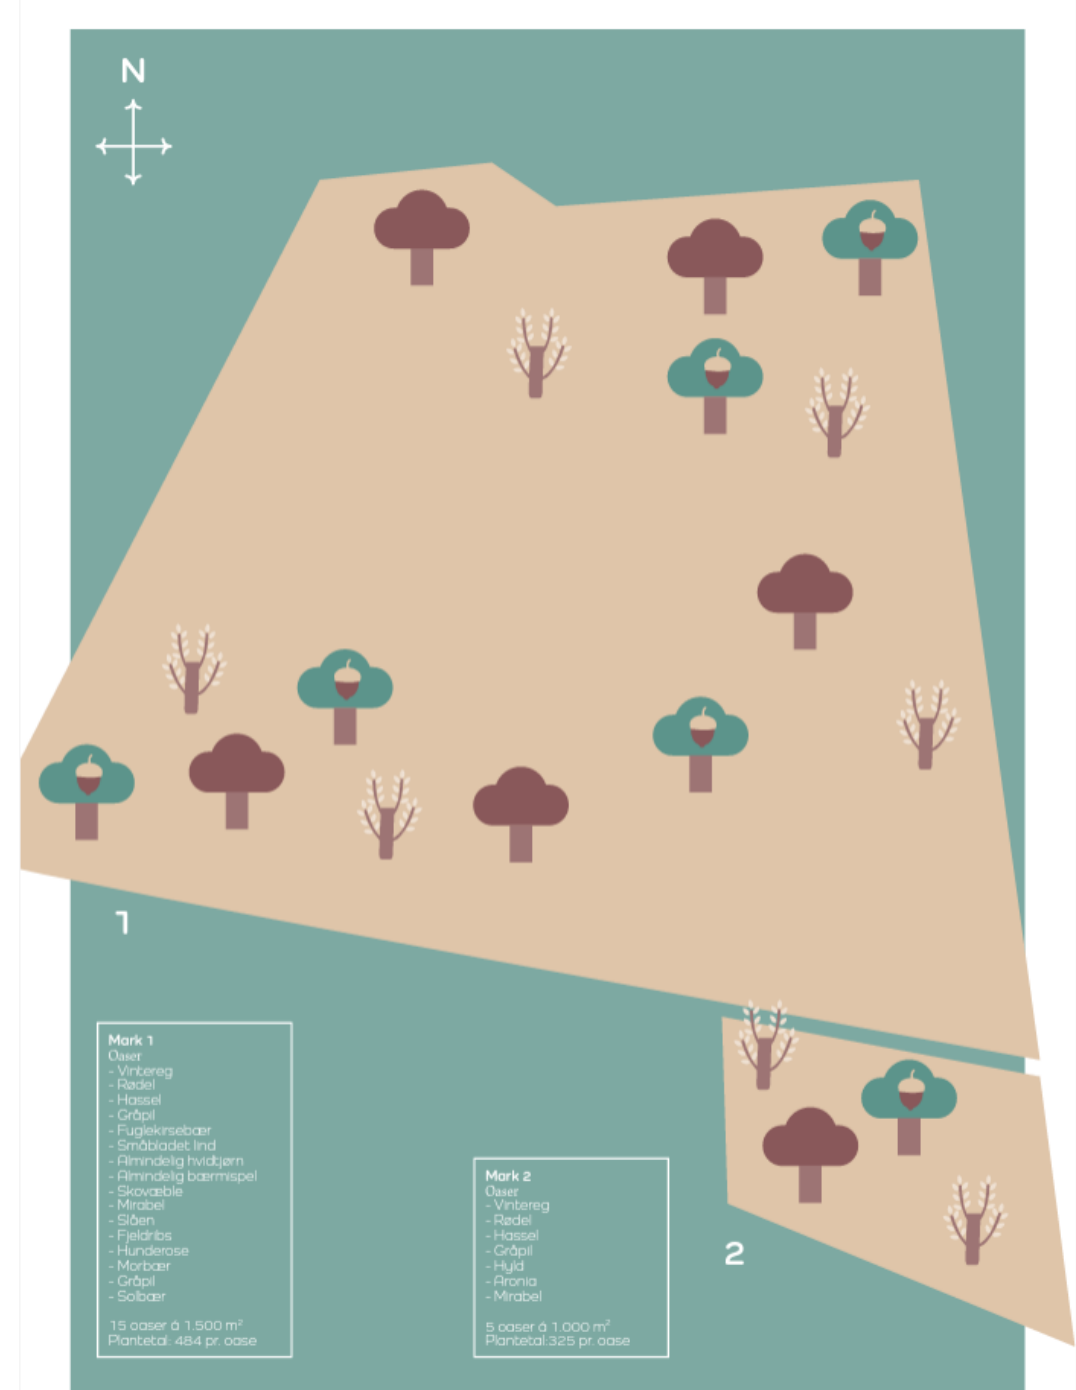 N
1
Mark 1
Oaser
- Vintereg
- Rødel
- Hassel
- Gråpil
- Fuglekirsebær
- Småbladet lind
- Almindelig hvidtjørn
- Almindelig bærmispel
- Skovæble
- Mirabel
- Slåen
- Fjeldribs
- Hunderose
- Morbær
- Gråpil
- Solbær
15 oaser á 1.500 m²
Plantetal: 484 pr. oase
Mark 2
Oaser
- Vintereg
- Rødel
- Hassel
- Gråpil
- Hyld
- Aronia
- Mirabel
5 oaser á 1.000 m²
Plantetal:325 pr. oase
2